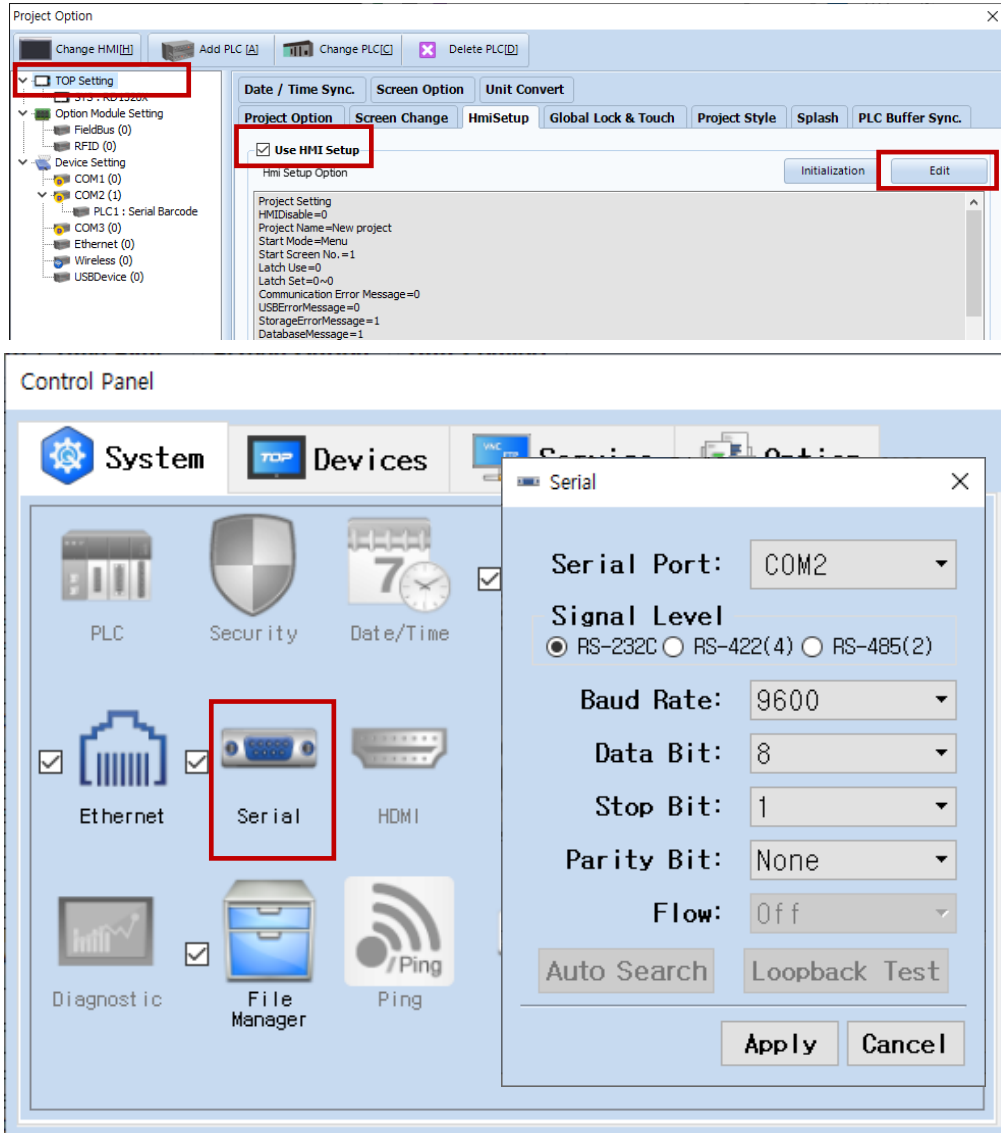 Project Option
Change HMI[H] Add PLC [A] Change PLC[C] Delete PLC[D]
TOP Setting
Option Module Setting
FieldBus (0)
RFID (0)
Device Setting
COM1 (0)
COM2 (1)
PLC1 : Serial Barcode
COM3 (0)
Ethernet (0)
Wireless (0)
USBDevice (0)
Date / Time Sync. Screen Option Unit Convert
Project Option Screen Change HmiSetup Global Lock & Touch Project Style Splash PLC Buffer Sync.
Use HMI Setup
Hmi Setup Option Initialization Edit
Project Setting
HMIDisable=0
Project Name=New project
Start Mode=Menu
Start Screen No.=1
Latch Use=0
Latch Set=0~0
Communication Error Message=0
USBErrorMessage=0
StorageErrorMessage=1
DatabaseMessage=1
Control Panel
System TOP Devices VNC
PLC Security 7 Date/Time
Ethernet Serial HDMI
Diagnostic File Manager /Ping Ping
Serial
Serial Port: COM2
Signal Level
RS-232C RS-422(4) RS-485(2)
Baud Rate: 9600
Data Bit: 8
Stop Bit: 1
Parity Bit: None
Flow: Off
Auto Search Loopback Test
Apply Cancel